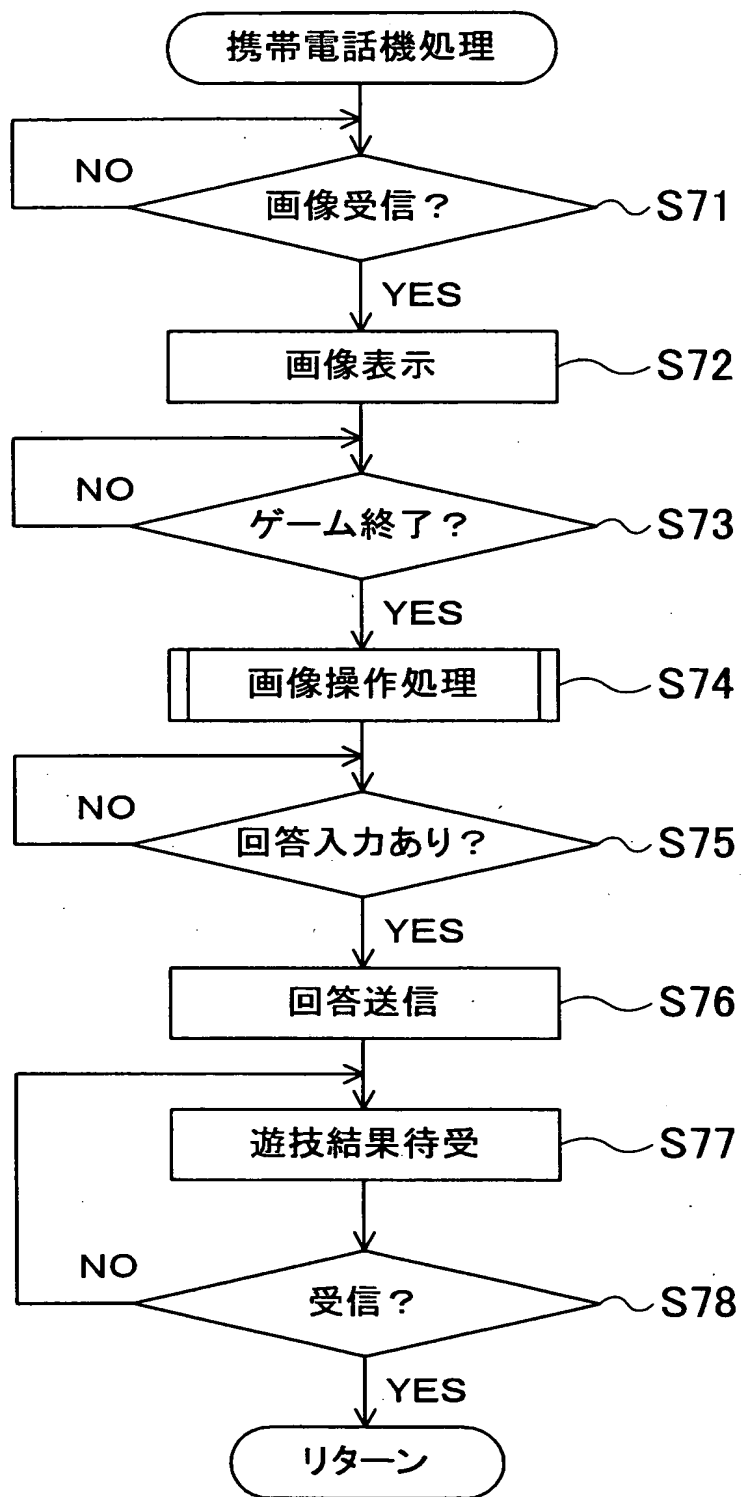 携帯電話機処理
NO
画像受信？
S71
YES
画像表示
S72
NO
ゲーム終了？
S73
YES
画像操作処理
S74
NO
回答入力あり？
S75
YES
回答送信
S76
遊技結果待受
S77
NO
受信？
S78
YES
リターン